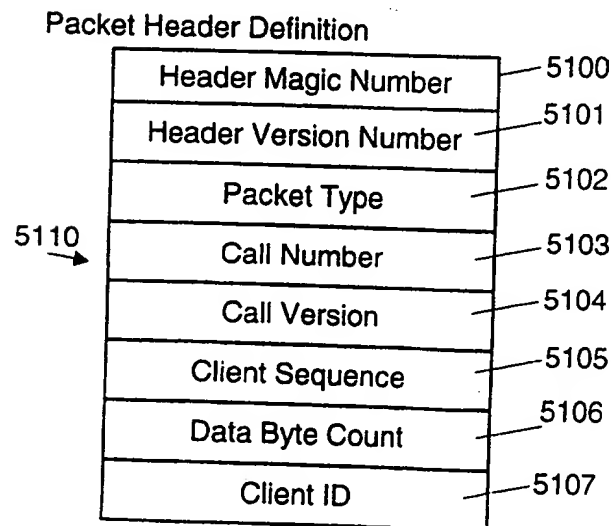 Packet Header Definition
Header Magic Number 5100
Header Version Number 5101
Packet Type 5102
5110
Call Number 5103
Call Version 5104
Client Sequence 5105
Data Byte Count 5106
Client ID 5107